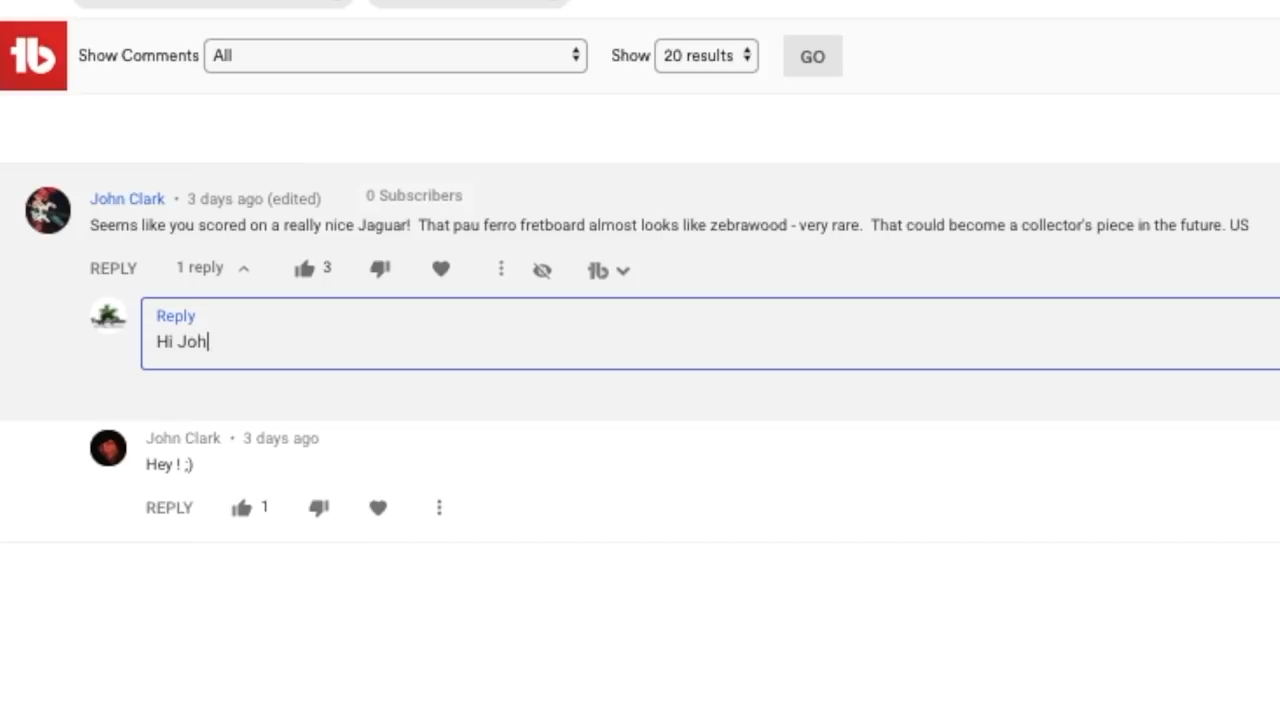 tb Show Comments All Show 20 results GO
John Clark • 3 days ago (edited) 0 Subscribers
Seems like you scored on a really nice Jaguar! That pau ferro fretboard almost looks like zebrawood - very rare. That could become a collector's piece in the future. US
REPLY 1 reply 3 tb
Reply
Hi Joh
John Clark • 3 days ago
Hey ! ;)
REPLY 1